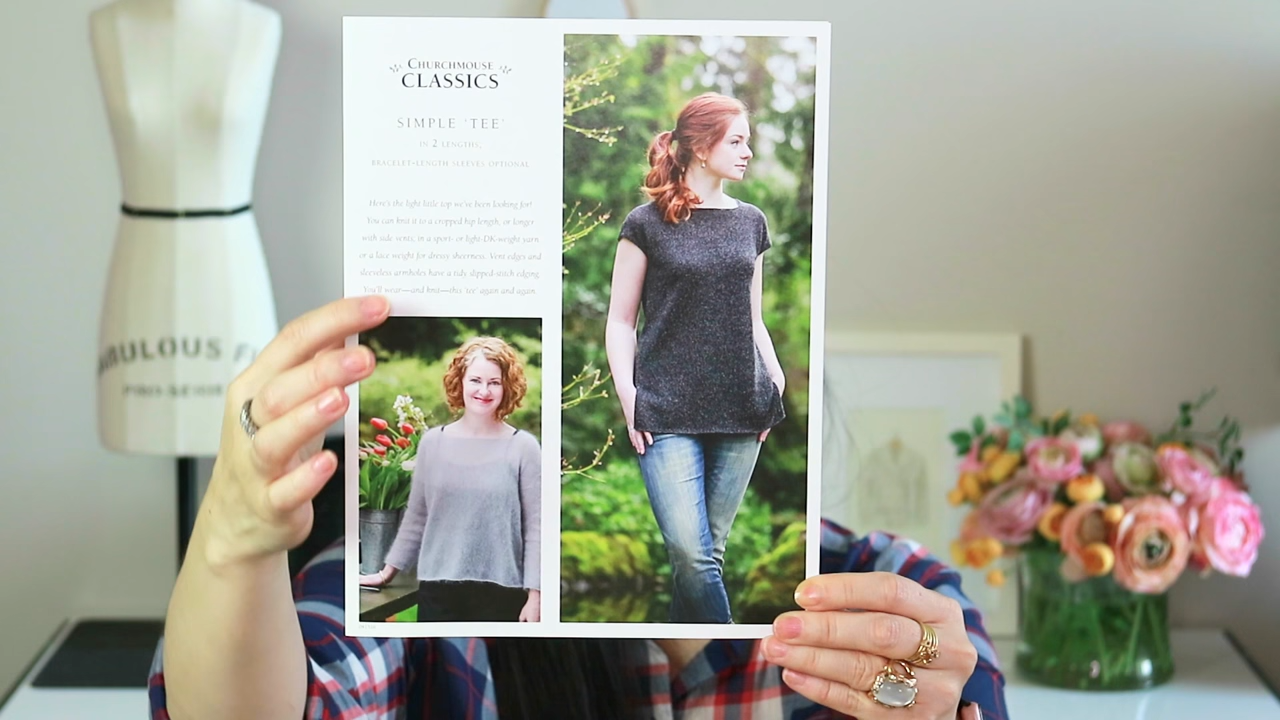 CHURCHMOUSE
CLASSICS
SIMPLE 'TEE'
IN 2 LENGTHS,
BRACELET-LENGTH SLEEVES OPTIONAL
Here's the light little top we've been looking for!
You can knit it to a cropped hip length, or longer
with side vents, in a sport- or light-DK-weight yarn
or a lace weight for dressy sheerness. Vent edges and
sleeveless armholes have a tidy, slipped-stitch edging.
You'll wear—and knit—this 'tee' again and again.
ABULOUS F